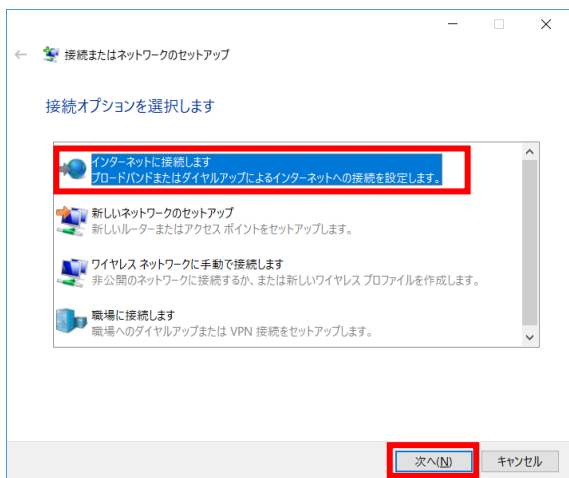 接続またはネットワークのセットアップ
接続オプションを選択します
インターネットに接続します
ブロードバンドまたはダイヤルアップによるインターネットへの接続を設定します。
新しいネットワークのセットアップ
新しいルーターまたはアクセス ポイントをセットアップします。
ワイヤレス ネットワークに手動で接続します
非公開のネットワークに接続するか、または新しいワイヤレス プロファイルを作成します。
職場に接続します
職場へのダイヤルアップまたは VPN 接続をセットアップします。
次へ(N)
キャンセル